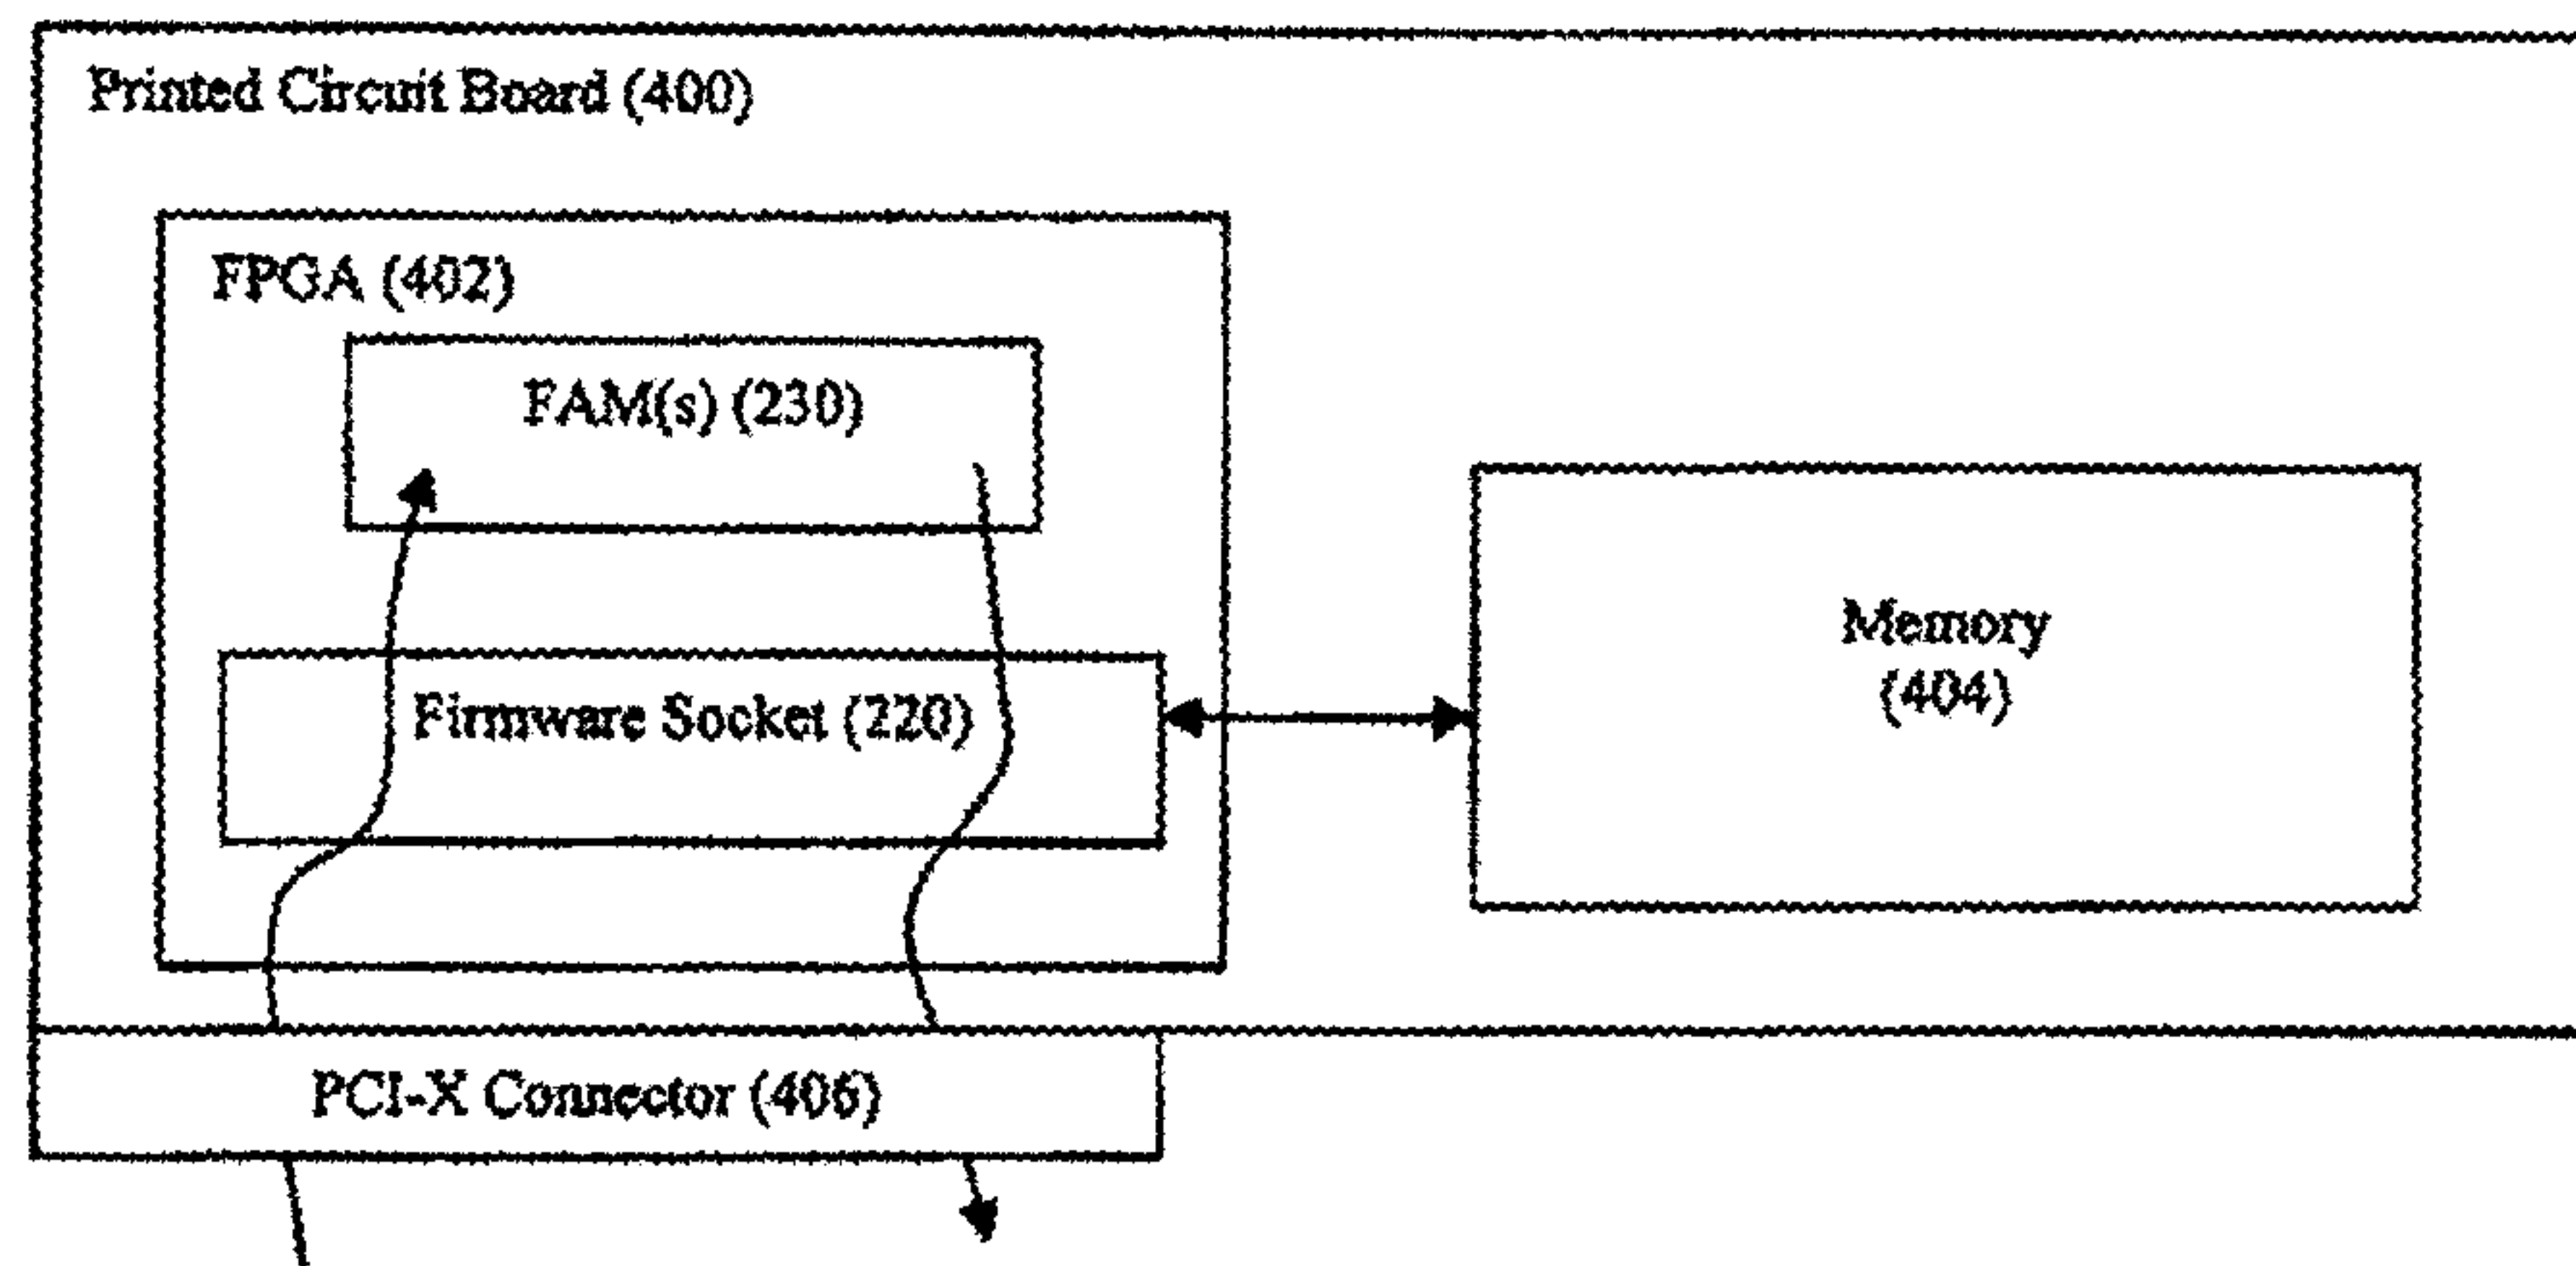 Printed Circuit Board (400)
FPGA (402)
FAM(s) (230)
Firmware Socket (220)
Memory
(404)
PCI-X Connector (406)